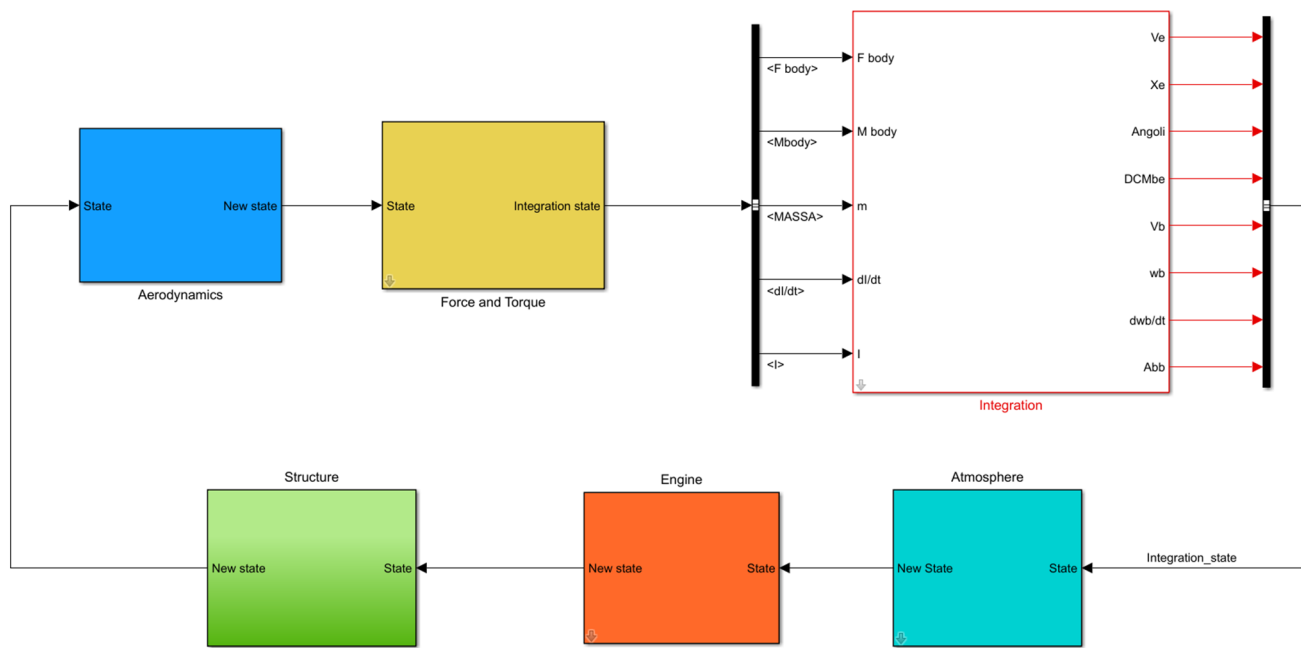 State
New state
Aerodynamics
State
Integration state
Force and Torque
<F body>
<Mbody>
<MASSA>
<dI/dt>
<I>
F body
M body
m
dI/dt
I
Ve
Xe
Angoli
DCMbe
Vb
wb
dwb/dt
Abb
Integration
Structure
New state
State
Engine
New state
State
Atmosphere
New State
State
Integration_state